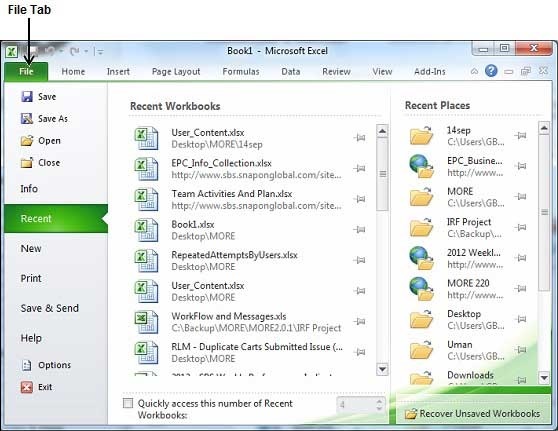 File Tab
Book1 - Microsoft Excel
File Home Insert Page Layout Formulas Data Review View Add-Ins
Save
Save As
Open
Close
Info
Recent
New
Print
Save & Send
Help
Options
Exit
Recent Workbooks
User_Content.xlsx
Desktop\MORE\14sep
EPC_Info_Collection.xlsx
http://www.sbs.snaponglobal.com/site...
Team Activities And Plan.xlsx
http://www.sbs.snaponglobal.com/site...
Book1.xlsx
Desktop\MORE
RepeatedAttemptsByUsers.xlsx
Desktop\MORE
User_Content.xlsx
Desktop\MORE
WorkFlow and Messages.xls
C:\Backup\MORE\MORE2.0.1\IRF Project
RLM - Duplicate Carts Submitted Issue (...
Desktop\MORE
Quickly access this number of Recent
Workbooks: 4
Recent Places
14sep
C:\Users\GB...
EPC_Busine...
http://www....
MORE
C:\Users\GB...
IRF Project
C:\Backup\...
2012 Weekl...
http://www....
MORE 220
http://www....
Desktop
C:\Users\GB...
Uman
C:\Users\GB...
Downloads
C:\Users\GB...
Recover Unsaved Workbooks